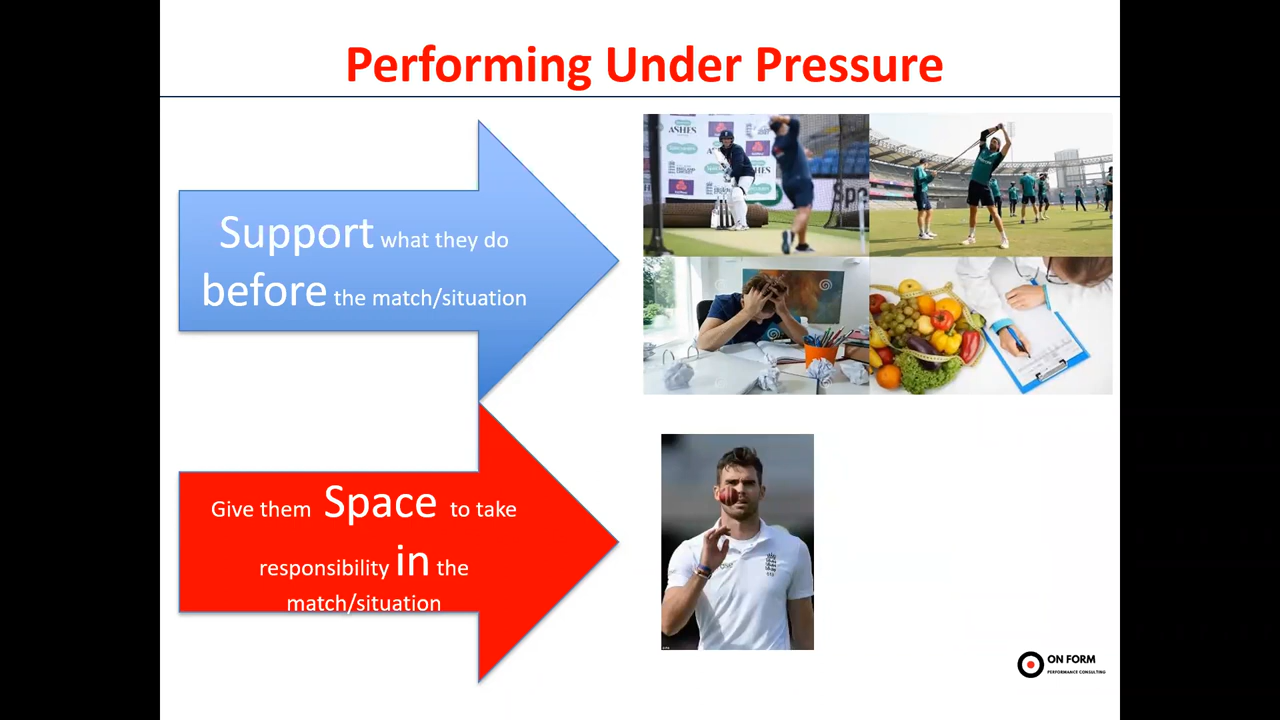 Performing Under Pressure
Support what they do
before the match/situation
Give them Space to take
responsibility in the
match/situation
ASHES
ON FORM
PERFORMANCE CONSULTING